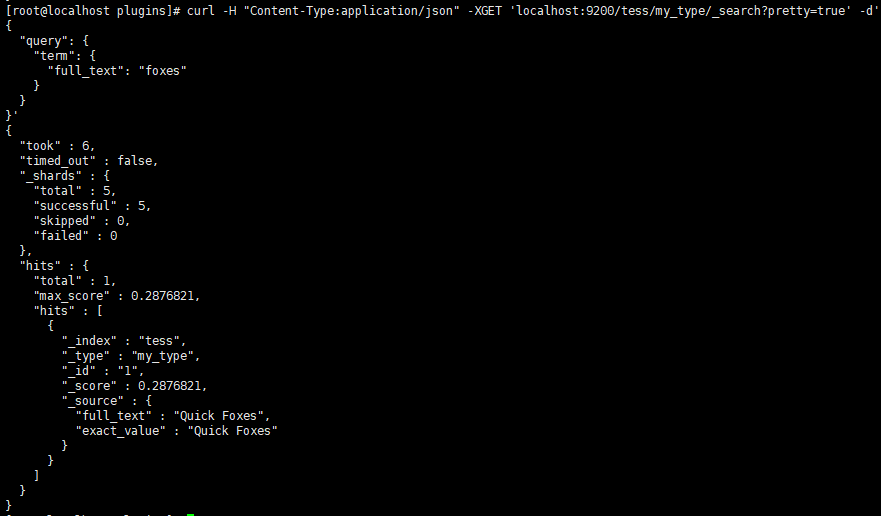 [root@localhost plugins]# curl -H "Content-Type:application/json" -XGET 'localhost:9200/tess/my_type/_search?pretty=true' -d'
{
  "query": {
    "term": {
      "full_text": "foxes"
    }
  }
}'
{
  "took" : 6,
  "timed_out" : false,
  "_shards" : {
    "total" : 5,
    "successful" : 5,
    "skipped" : 0,
    "failed" : 0
  },
  "hits" : {
    "total" : 1,
    "max_score" : 0.2876821,
    "hits" : [
      {
        "_index" : "tess",
        "_type" : "my_type",
        "_id" : "1",
        "_score" : 0.2876821,
        "_source" : {
          "full_text" : "Quick Foxes",
          "exact_value" : "Quick Foxes"
        }
      }
    ]
  }
}